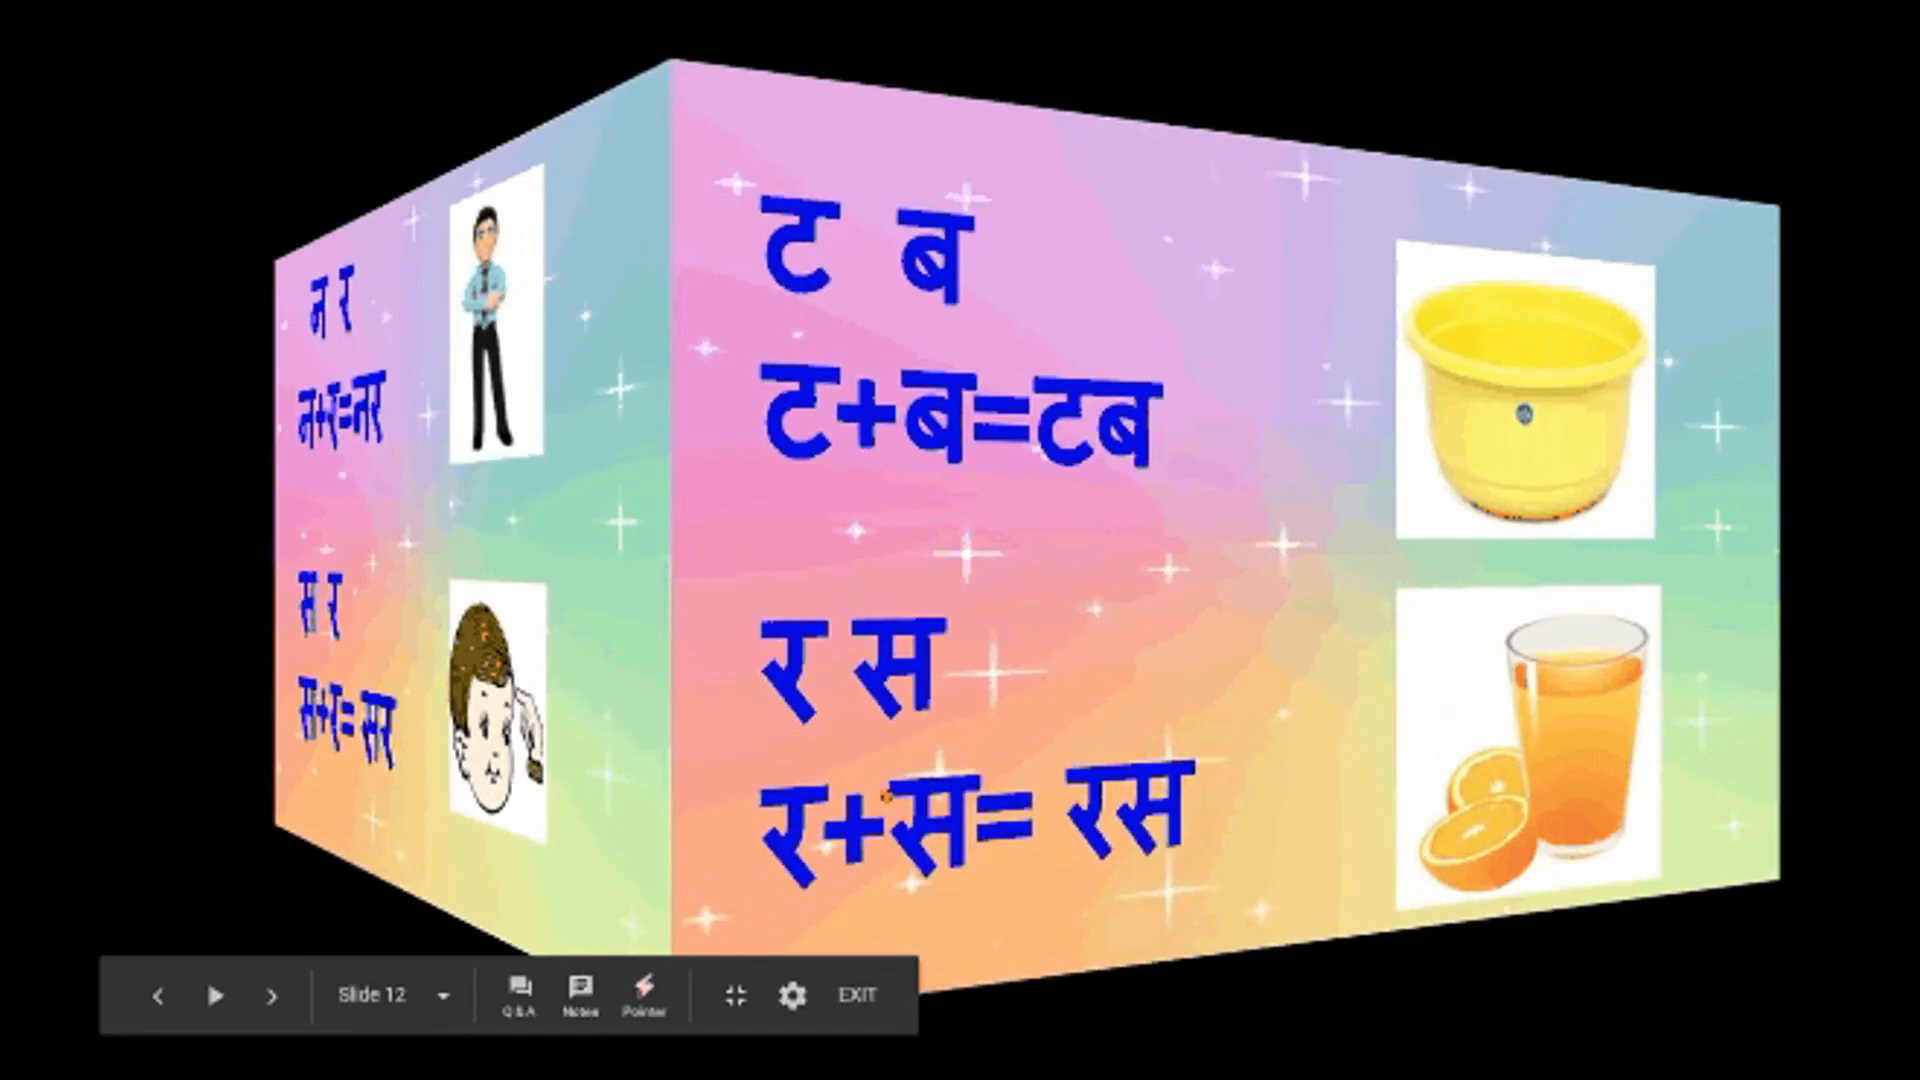 न र
न+र=नर
स र
स+र= सर
ट ब
ट+ब=टब
र स
र+स= रस
Slide 12
Q&A
Notes
Pointer
EXIT